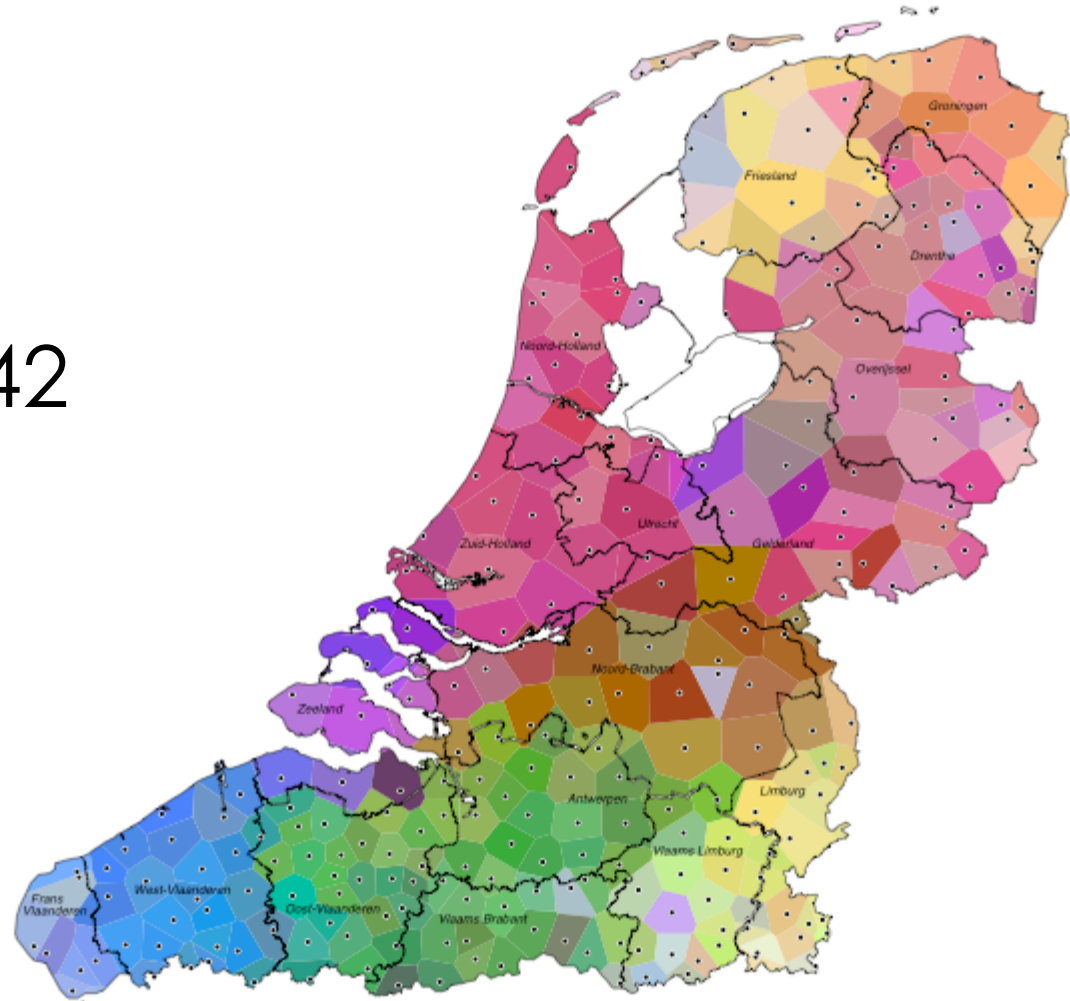 Groningen
Friesland
Drenthe
42
Noord-Holland
Overijssel
Utrecht
Zuid-Holland
Gelderland
Noord-Brabant
Zeeland
Limburg
Antwerpen
Vlaams Limburg
West-Vlaanderen
Frans
Vlaanderen
Oost-Vlaanderen
Vlaams Brabant